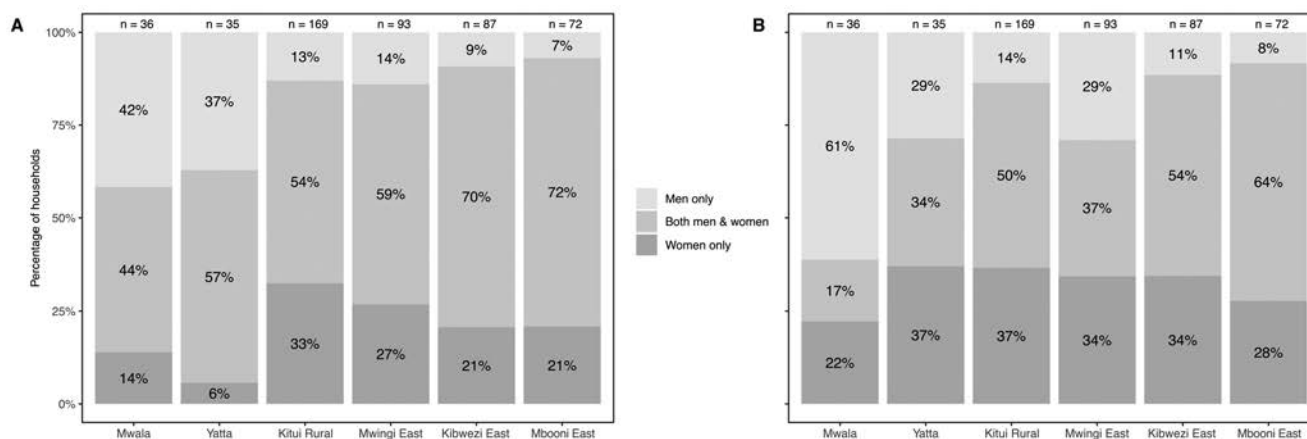 A
n = 36 n = 35 n = 169 n = 93 n = 87 n = 72
Percentage of households
100%
75%
50%
25%
0%
42% 37% 13% 14% 9% 7%
44% 57% 54% 59% 70% 72%
14% 6% 33% 27% 21% 21%
Mwala Yatta Kitui Rural Mwingi East Kibwezi East Mbooni East
Men only
Both men & women
Women only
B
n = 36 n = 35 n = 169 n = 93 n = 87 n = 72
61% 29% 14% 29% 11% 8%
17% 34% 50% 37% 54% 64%
22% 37% 37% 34% 34% 28%
Mwala Yatta Kitui Rural Mwingi East Kibwezi East Mbooni East